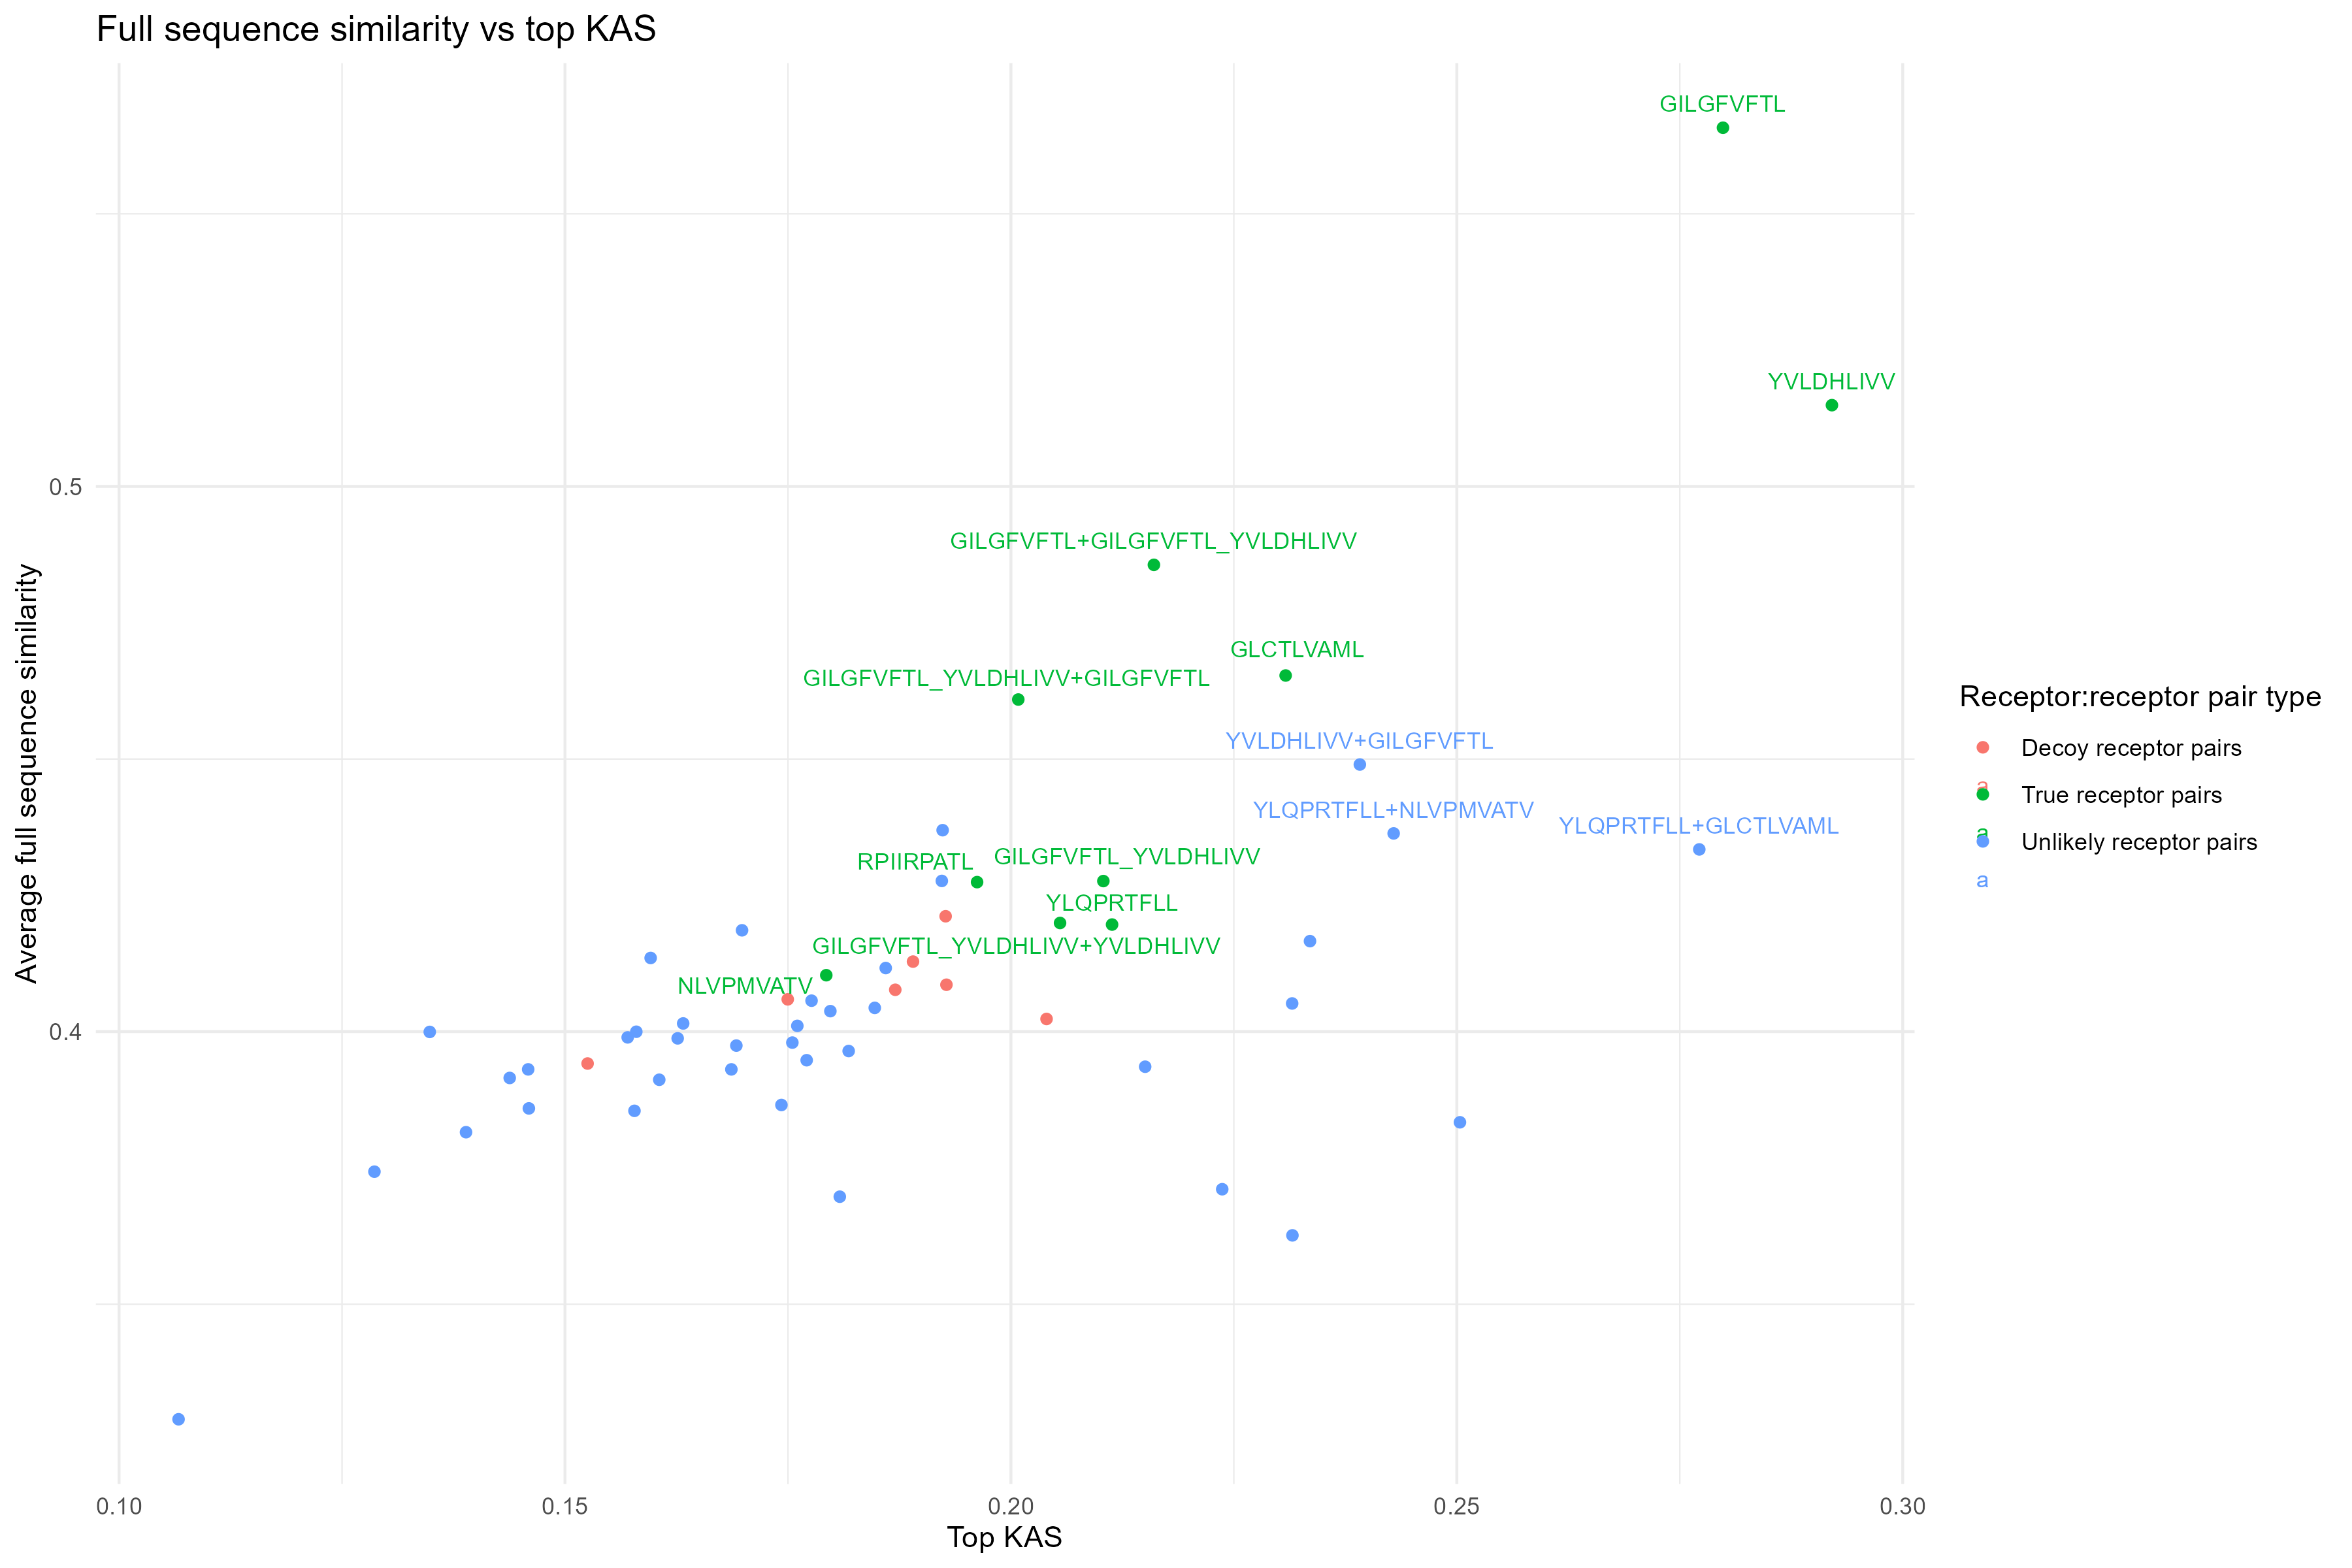 Full sequence similarity vs top KAS
GILGFVFTL
YVLDHLIVV
0.5
GILGFVFTL+GILGFVFTL_YVLDHLIVV
GLCTLVAML
GILGFVFTL_YVLDHLIVV+GILGFVFTL
YVLDHLIVV+GILGFVFTL
YLQPRTFLL+NLVPMVATV
YLQPRTFLL+GLCTLVAML
RPIIRPATL
GILGFVFTL_YVLDHLIVV
YLQPRTFLL
GILGFVFTL_YVLDHLIVV+YVLDHLIVV
NLVPMVATV
0.4
Average full sequence similarity
0.10 0.15 0.20 0.25 0.30
Top KAS
Receptor:receptor pair type
Decoy receptor pairs
a
True receptor pairs
a
Unlikely receptor pairs
a